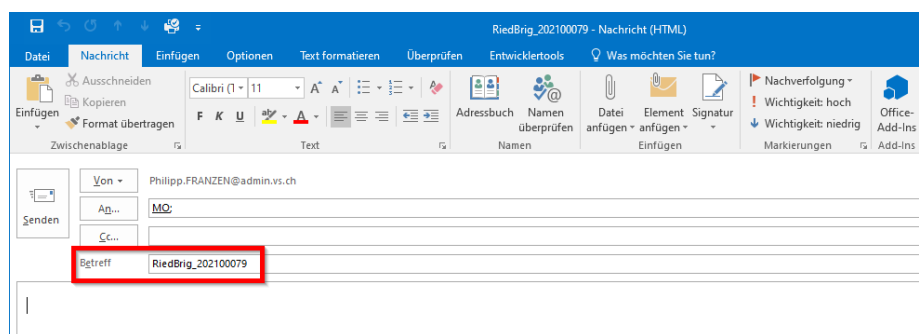 RiedBrig_202100079 - Nachricht (HTML)
Datei Nachricht Einfügen Optionen Text formatieren Überprüfen Entwicklertools Was möchten Sie tun?
Einfügen
Ausschneiden
Kopieren
Format übertragen
Zwischenablage
Calibri (T 11
F K U
Text
Adressbuch
Namen überprüfen
Namen
Datei anfügen
Element anfügen
Signatur
Einfügen
Nachverfolgung
Wichtigkeit: hoch
Wichtigkeit: niedrig
Markierungen
Office-Add-Ins
Add-Ins
Senden
Von Philipp.FRANZEN@admin.vs.ch
An... MO;
Cc...
Betreff RiedBrig_202100079